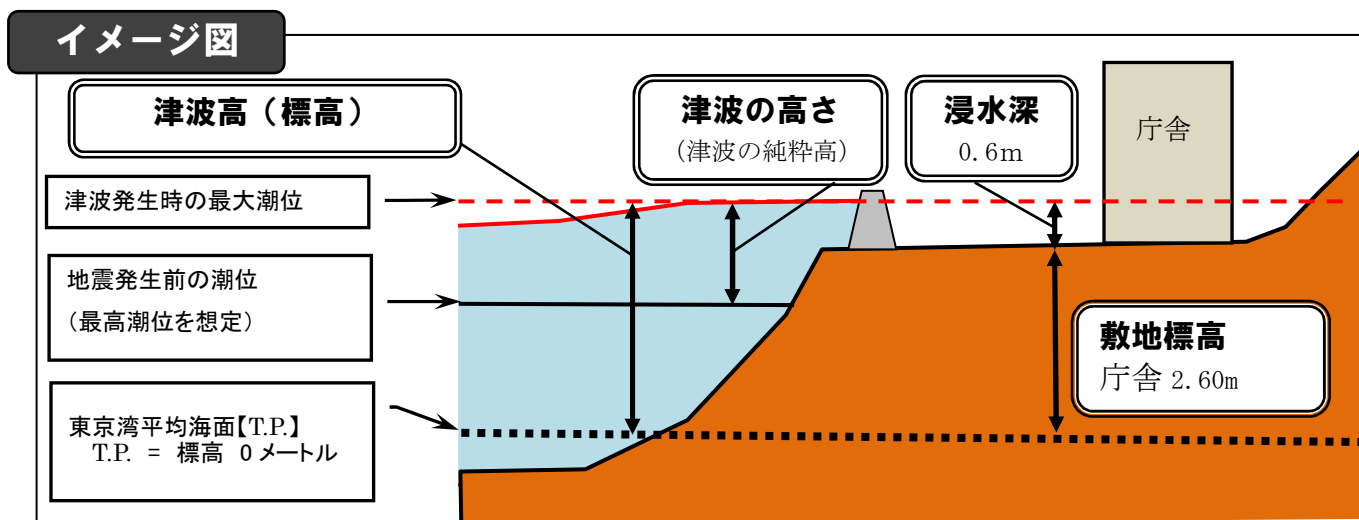 イメージ図
津波高（標高）
津波の高さ
（津波の純粋高）
浸水深
0.6m
庁舎
津波発生時の最大潮位
地震発生前の潮位
（最高潮位を想定）
敷地標高
庁舎 2.60m
東京湾平均海面【T.P.】
T.P. = 標高 0メートル